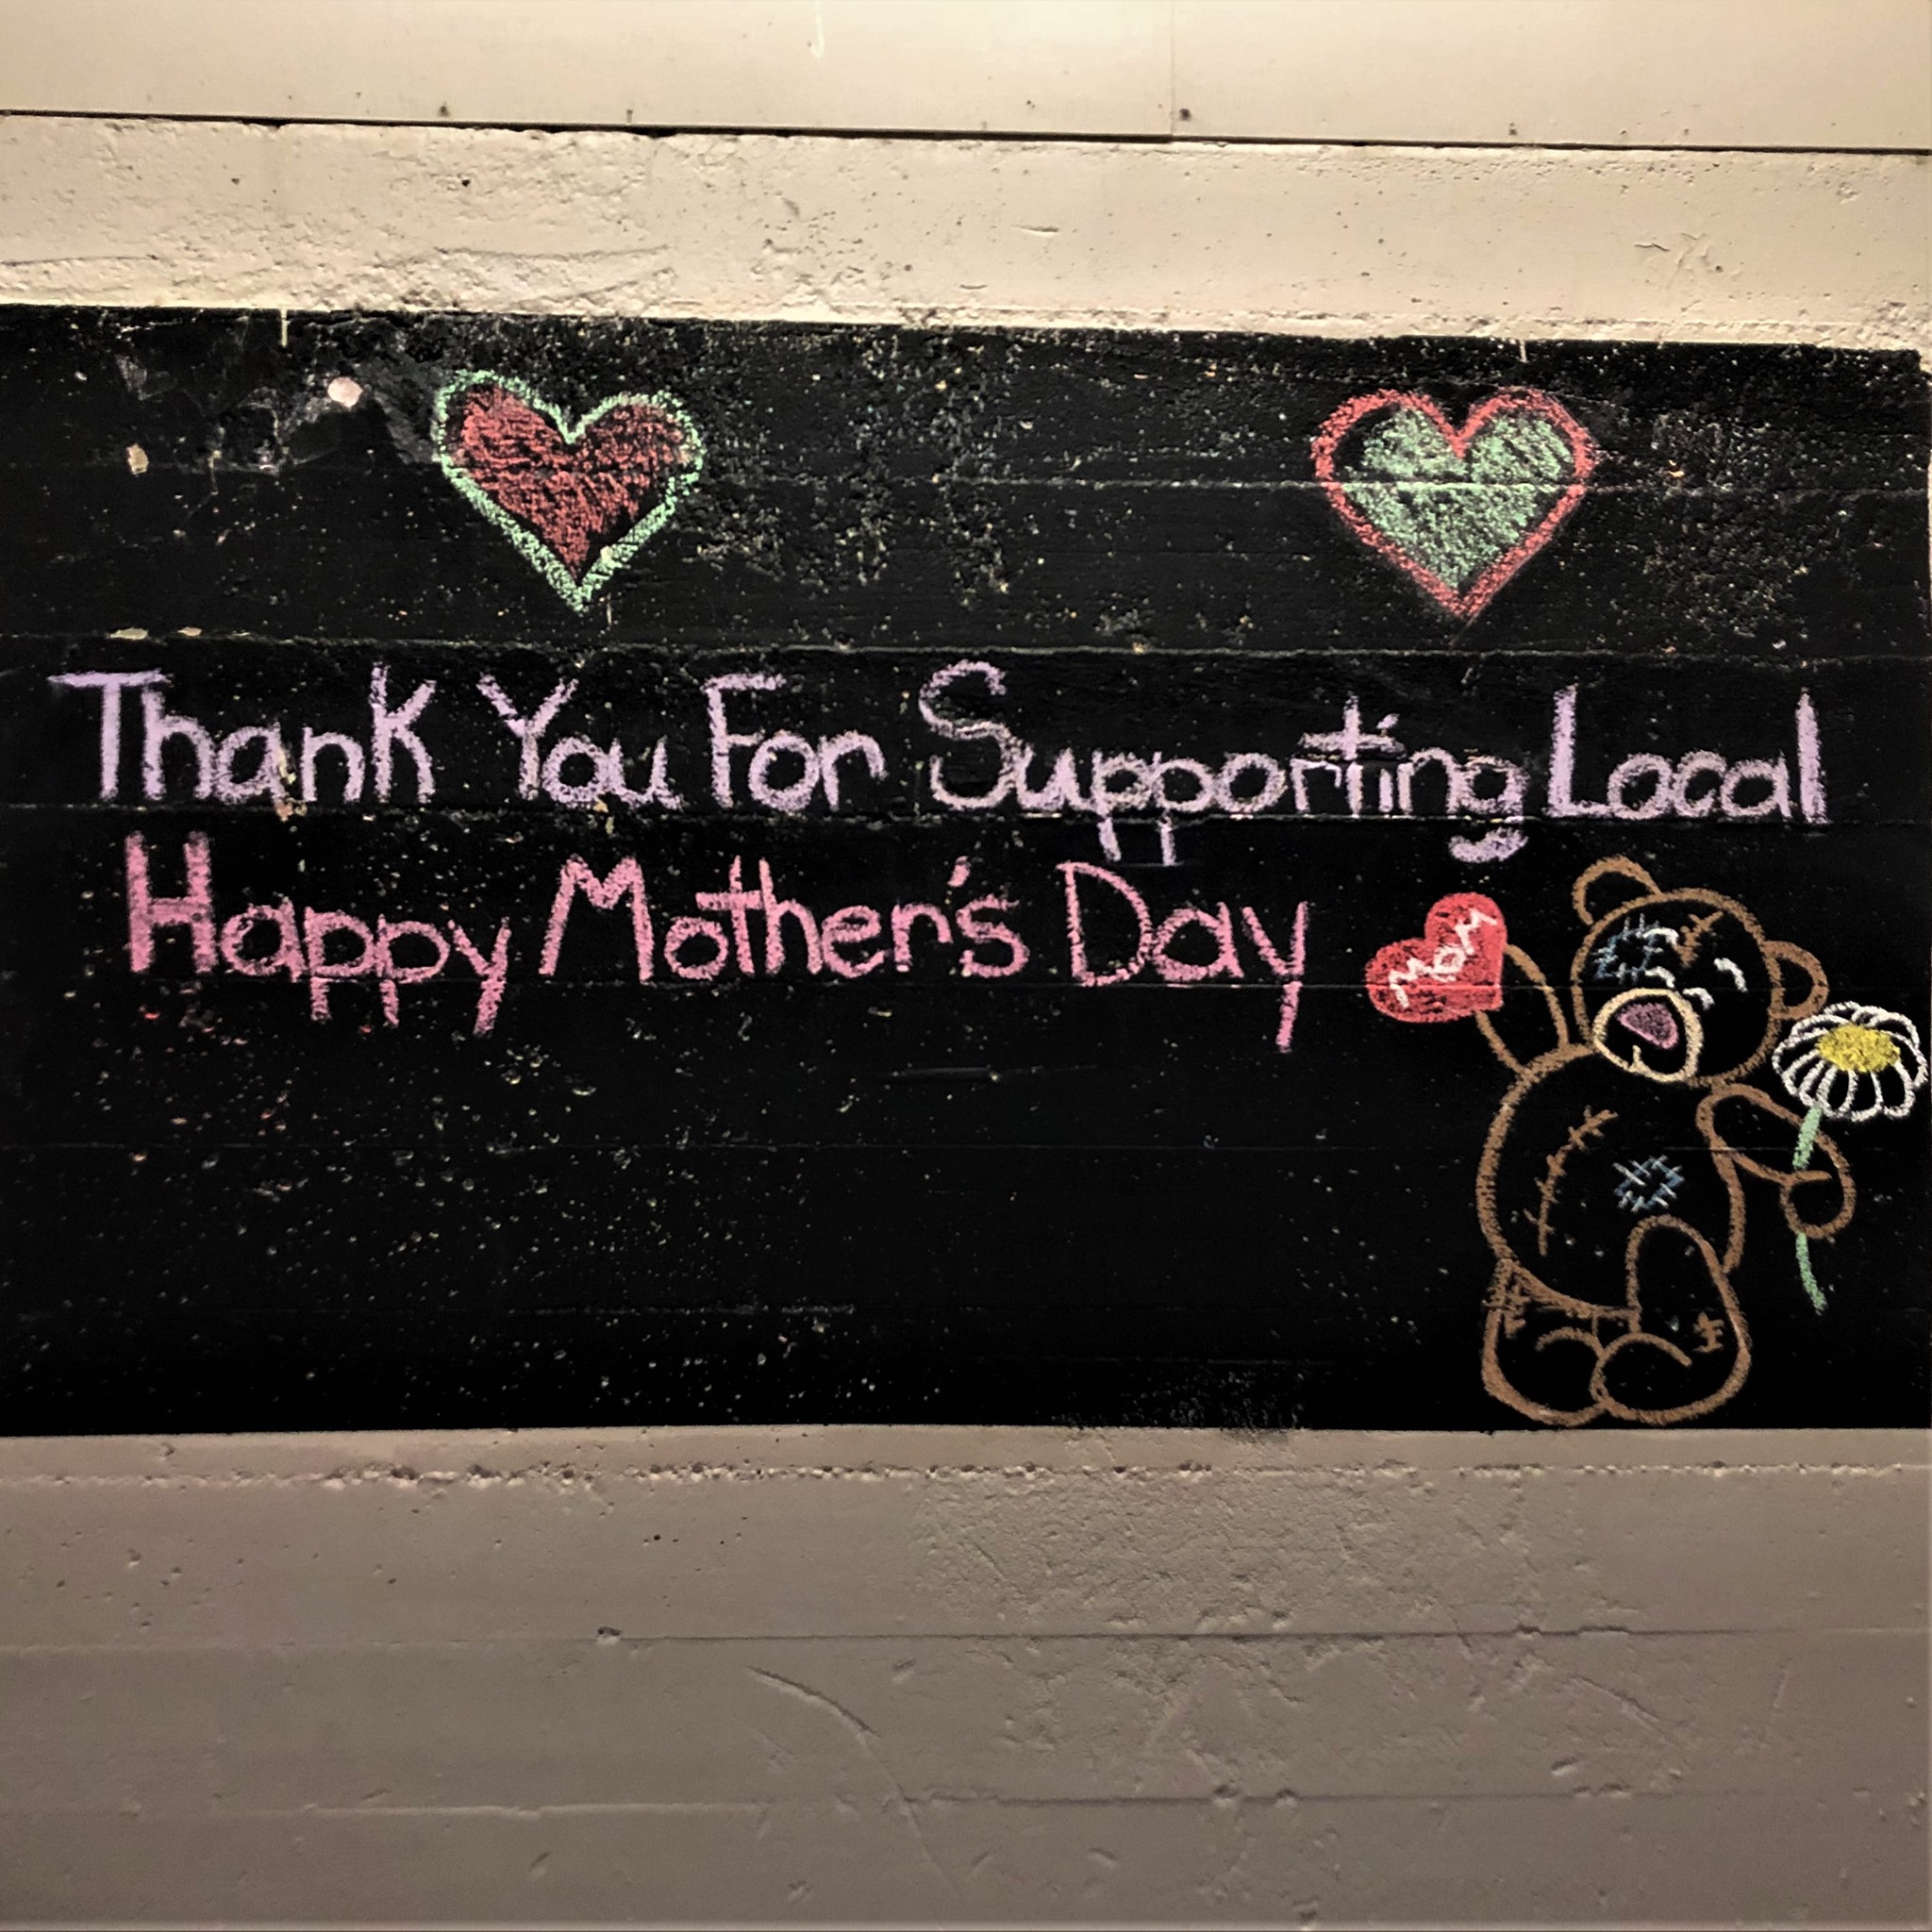 Thank You For Supporting Local
Happy Mother's Day
Mom